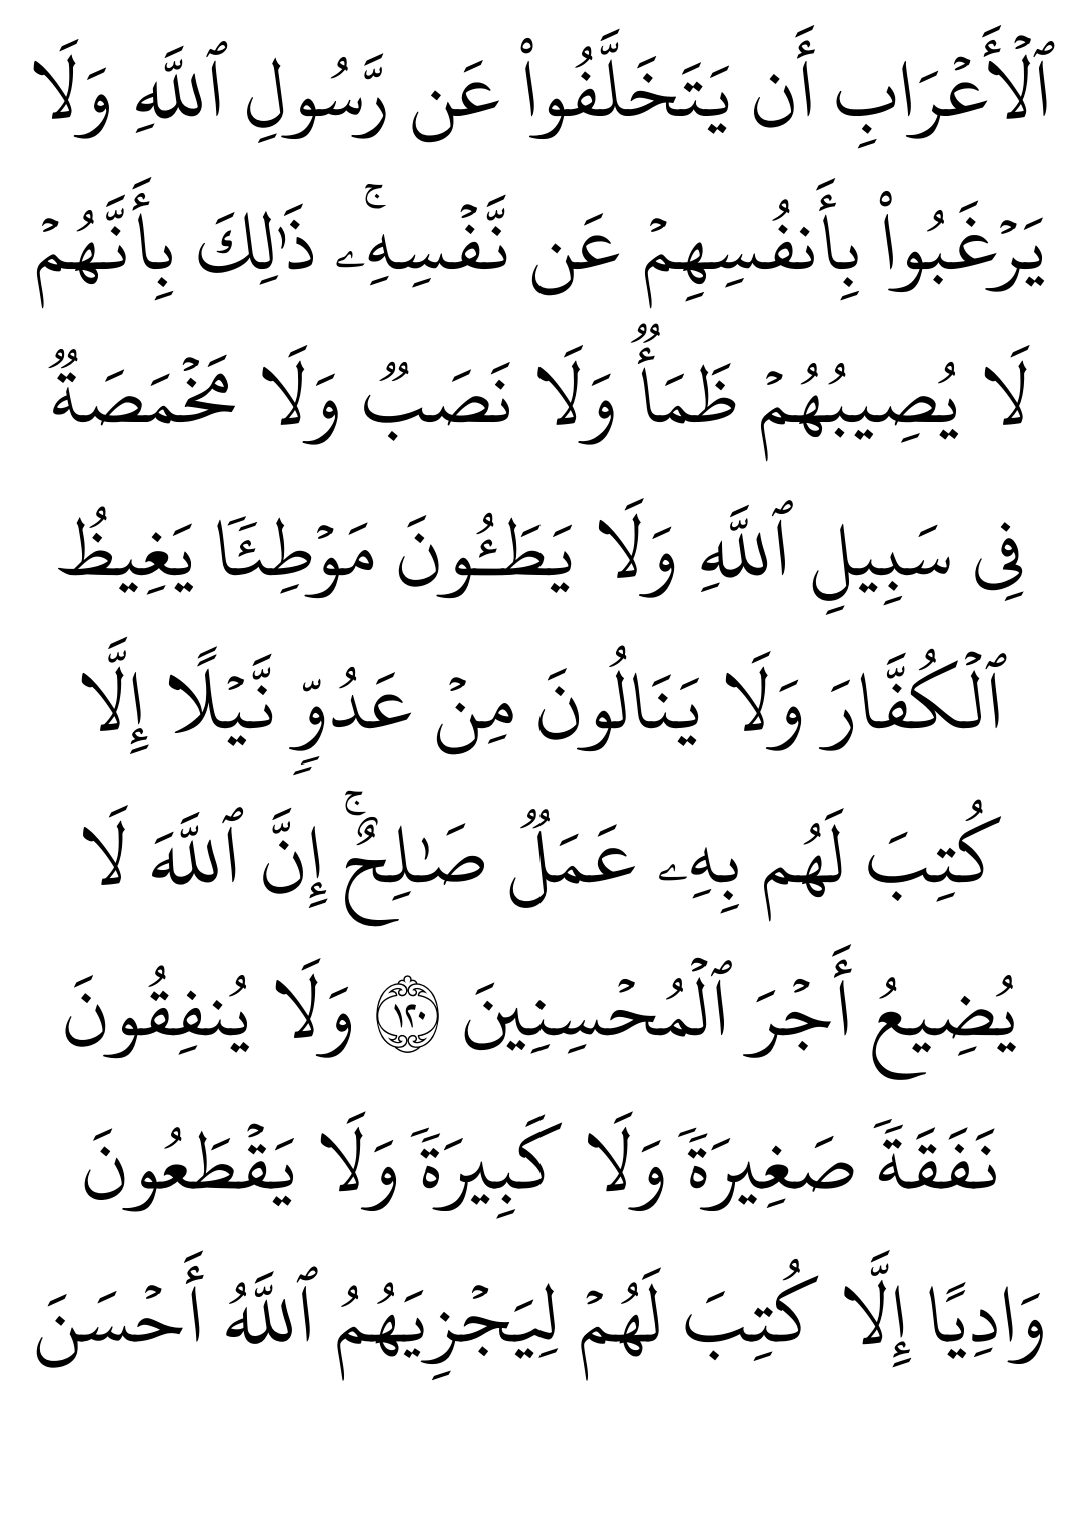 ٱلۡأَعۡرَابِ أَن يَتَخَلَّفُواْ عَن رَّسُولِ ٱللَّهِ وَلَا
يَرۡغَبُواْ بِأَنفُسِهِمۡ عَن نَّفۡسِهِۦۚ ذَٰلِكَ بِأَنَّهُمۡ
لَا يُصِيبُهُمۡ ظَمَأٞ وَلَا نَصَبٞ وَلَا مَخۡمَصَةٞ
فِى سَبِيلِ ٱللَّهِ وَلَا يَطَـُٔونَ مَوۡطِئٗا يَغِيظُ
ٱلۡكُفَّارَ وَلَا يَنَالُونَ مِنۡ عَدُوّٖ نَّيۡلًا إِلَّا
كُتِبَ لَهُم بِهِۦ عَمَلٞ صَٰلِحٌۚ إِنَّ ٱللَّهَ لَا
يُضِيعُ أَجۡرَ ٱلۡمُحۡسِنِينَ ۝١٢٠ وَلَا يُنفِقُونَ
نَفَقَةٗ صَغِيرَةٗ وَلَا كَبِيرَةٗ وَلَا يَقۡطَعُونَ
وَادِيًا إِلَّا كُتِبَ لَهُمۡ لِيَجۡزِيَهُمُ ٱللَّهُ أَحۡسَنَ